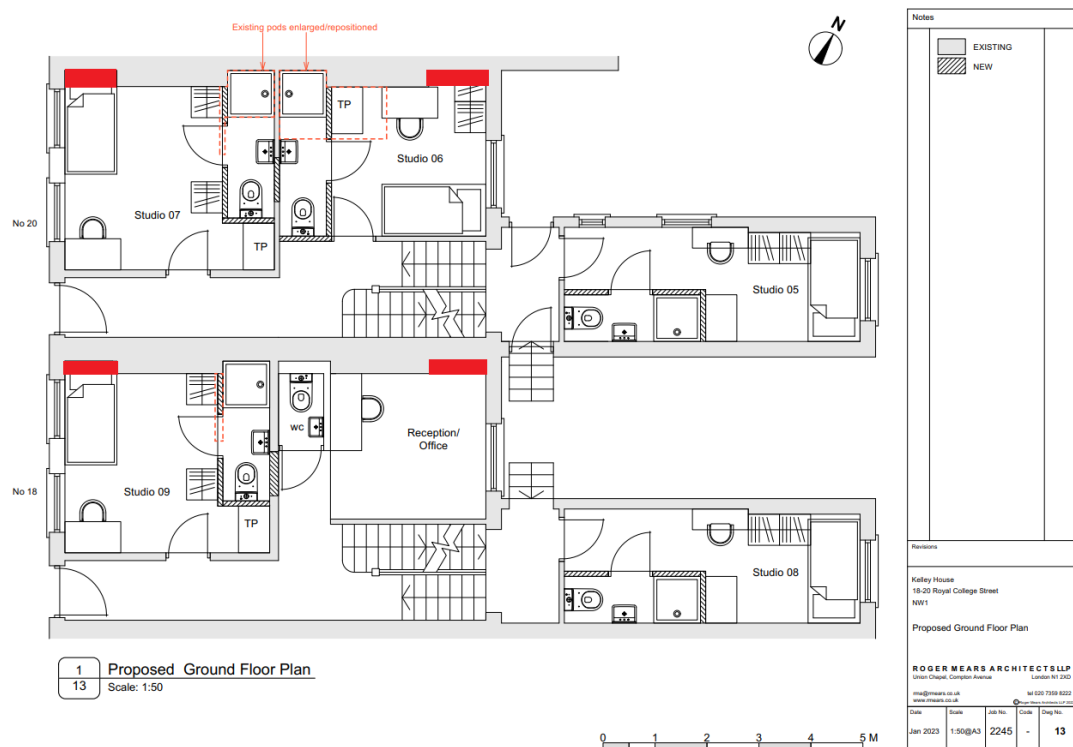 Existing pods enlarged/repositioned
N
Notes
EXISTING
NEW
TP
Studio 06
Studio 07
No 20
TP
Studio 05
WC
Reception/
Office
No 18
Studio 09
TP
Studio 08
1
13
Proposed Ground Floor Plan
Scale: 1:50
0 1 2 3 4 5 M
Revisions
Kelley House
18-20 Royal College Street
NW1
Proposed Ground Floor Plan
ROGER MEARS ARCHITECTS LLP
Union Chapel, Compton Avenue London N1 2XD
rma@rmears.co.uk tel 020 7359 8222
www.rmears.co.uk
Date Scale Job No. Code Dwg No.
Jan 2023 1:50@A3 2245 - 13